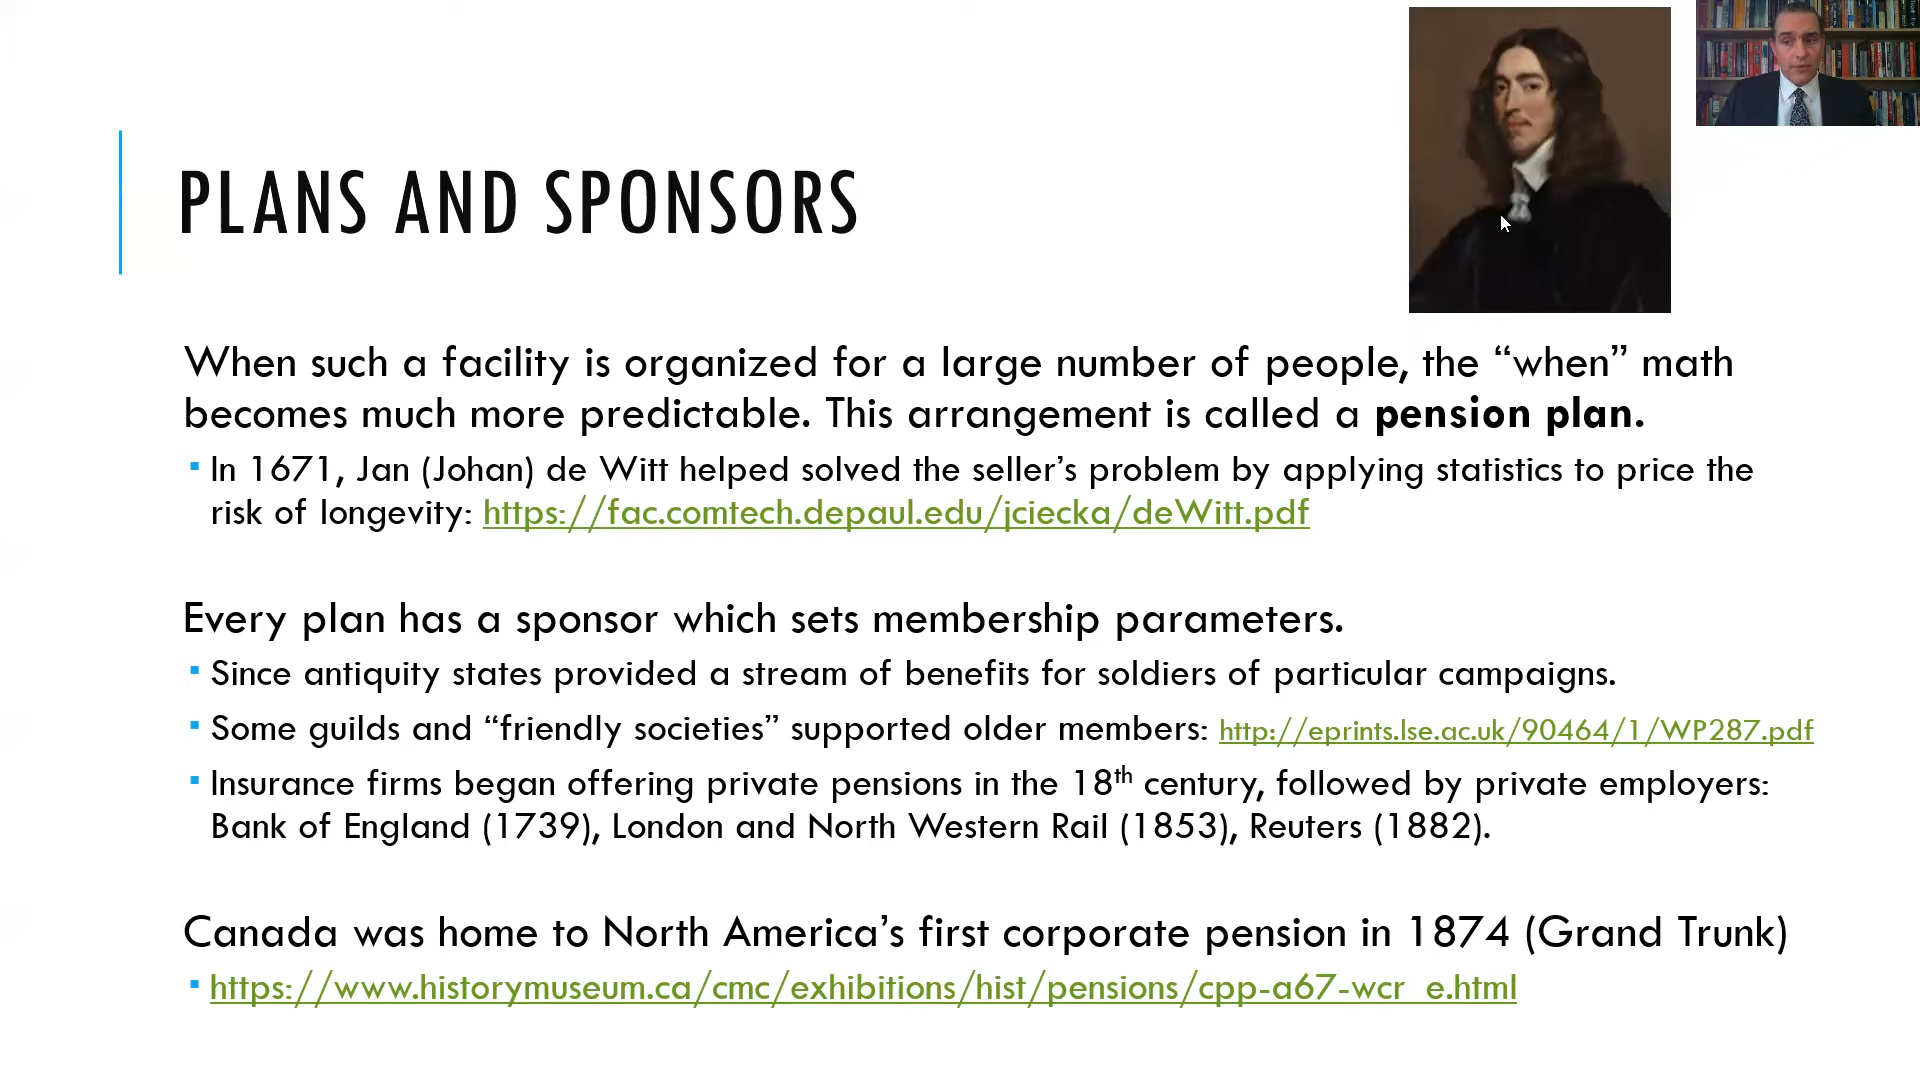 PLANS AND SPONSORS
When such a facility is organized for a large number of people, the “when” math
becomes much more predictable. This arrangement is called a pension plan.
▪ In 1671, Jan (Johan) de Witt helped solved the seller’s problem by applying statistics to price the
risk of longevity: https://fac.comtech.depaul.edu/jciecka/deWitt.pdf
Every plan has a sponsor which sets membership parameters.
▪ Since antiquity states provided a stream of benefits for soldiers of particular campaigns.
▪ Some guilds and “friendly societies” supported older members: http://eprints.lse.ac.uk/90464/1/WP287.pdf
▪ Insurance firms began offering private pensions in the 18th century, followed by private employers:
Bank of England (1739), London and North Western Rail (1853), Reuters (1882).
Canada was home to North America’s first corporate pension in 1874 (Grand Trunk)
▪ https://www.historymuseum.ca/cmc/exhibitions/hist/pensions/cpp-a67-wcr_e.html